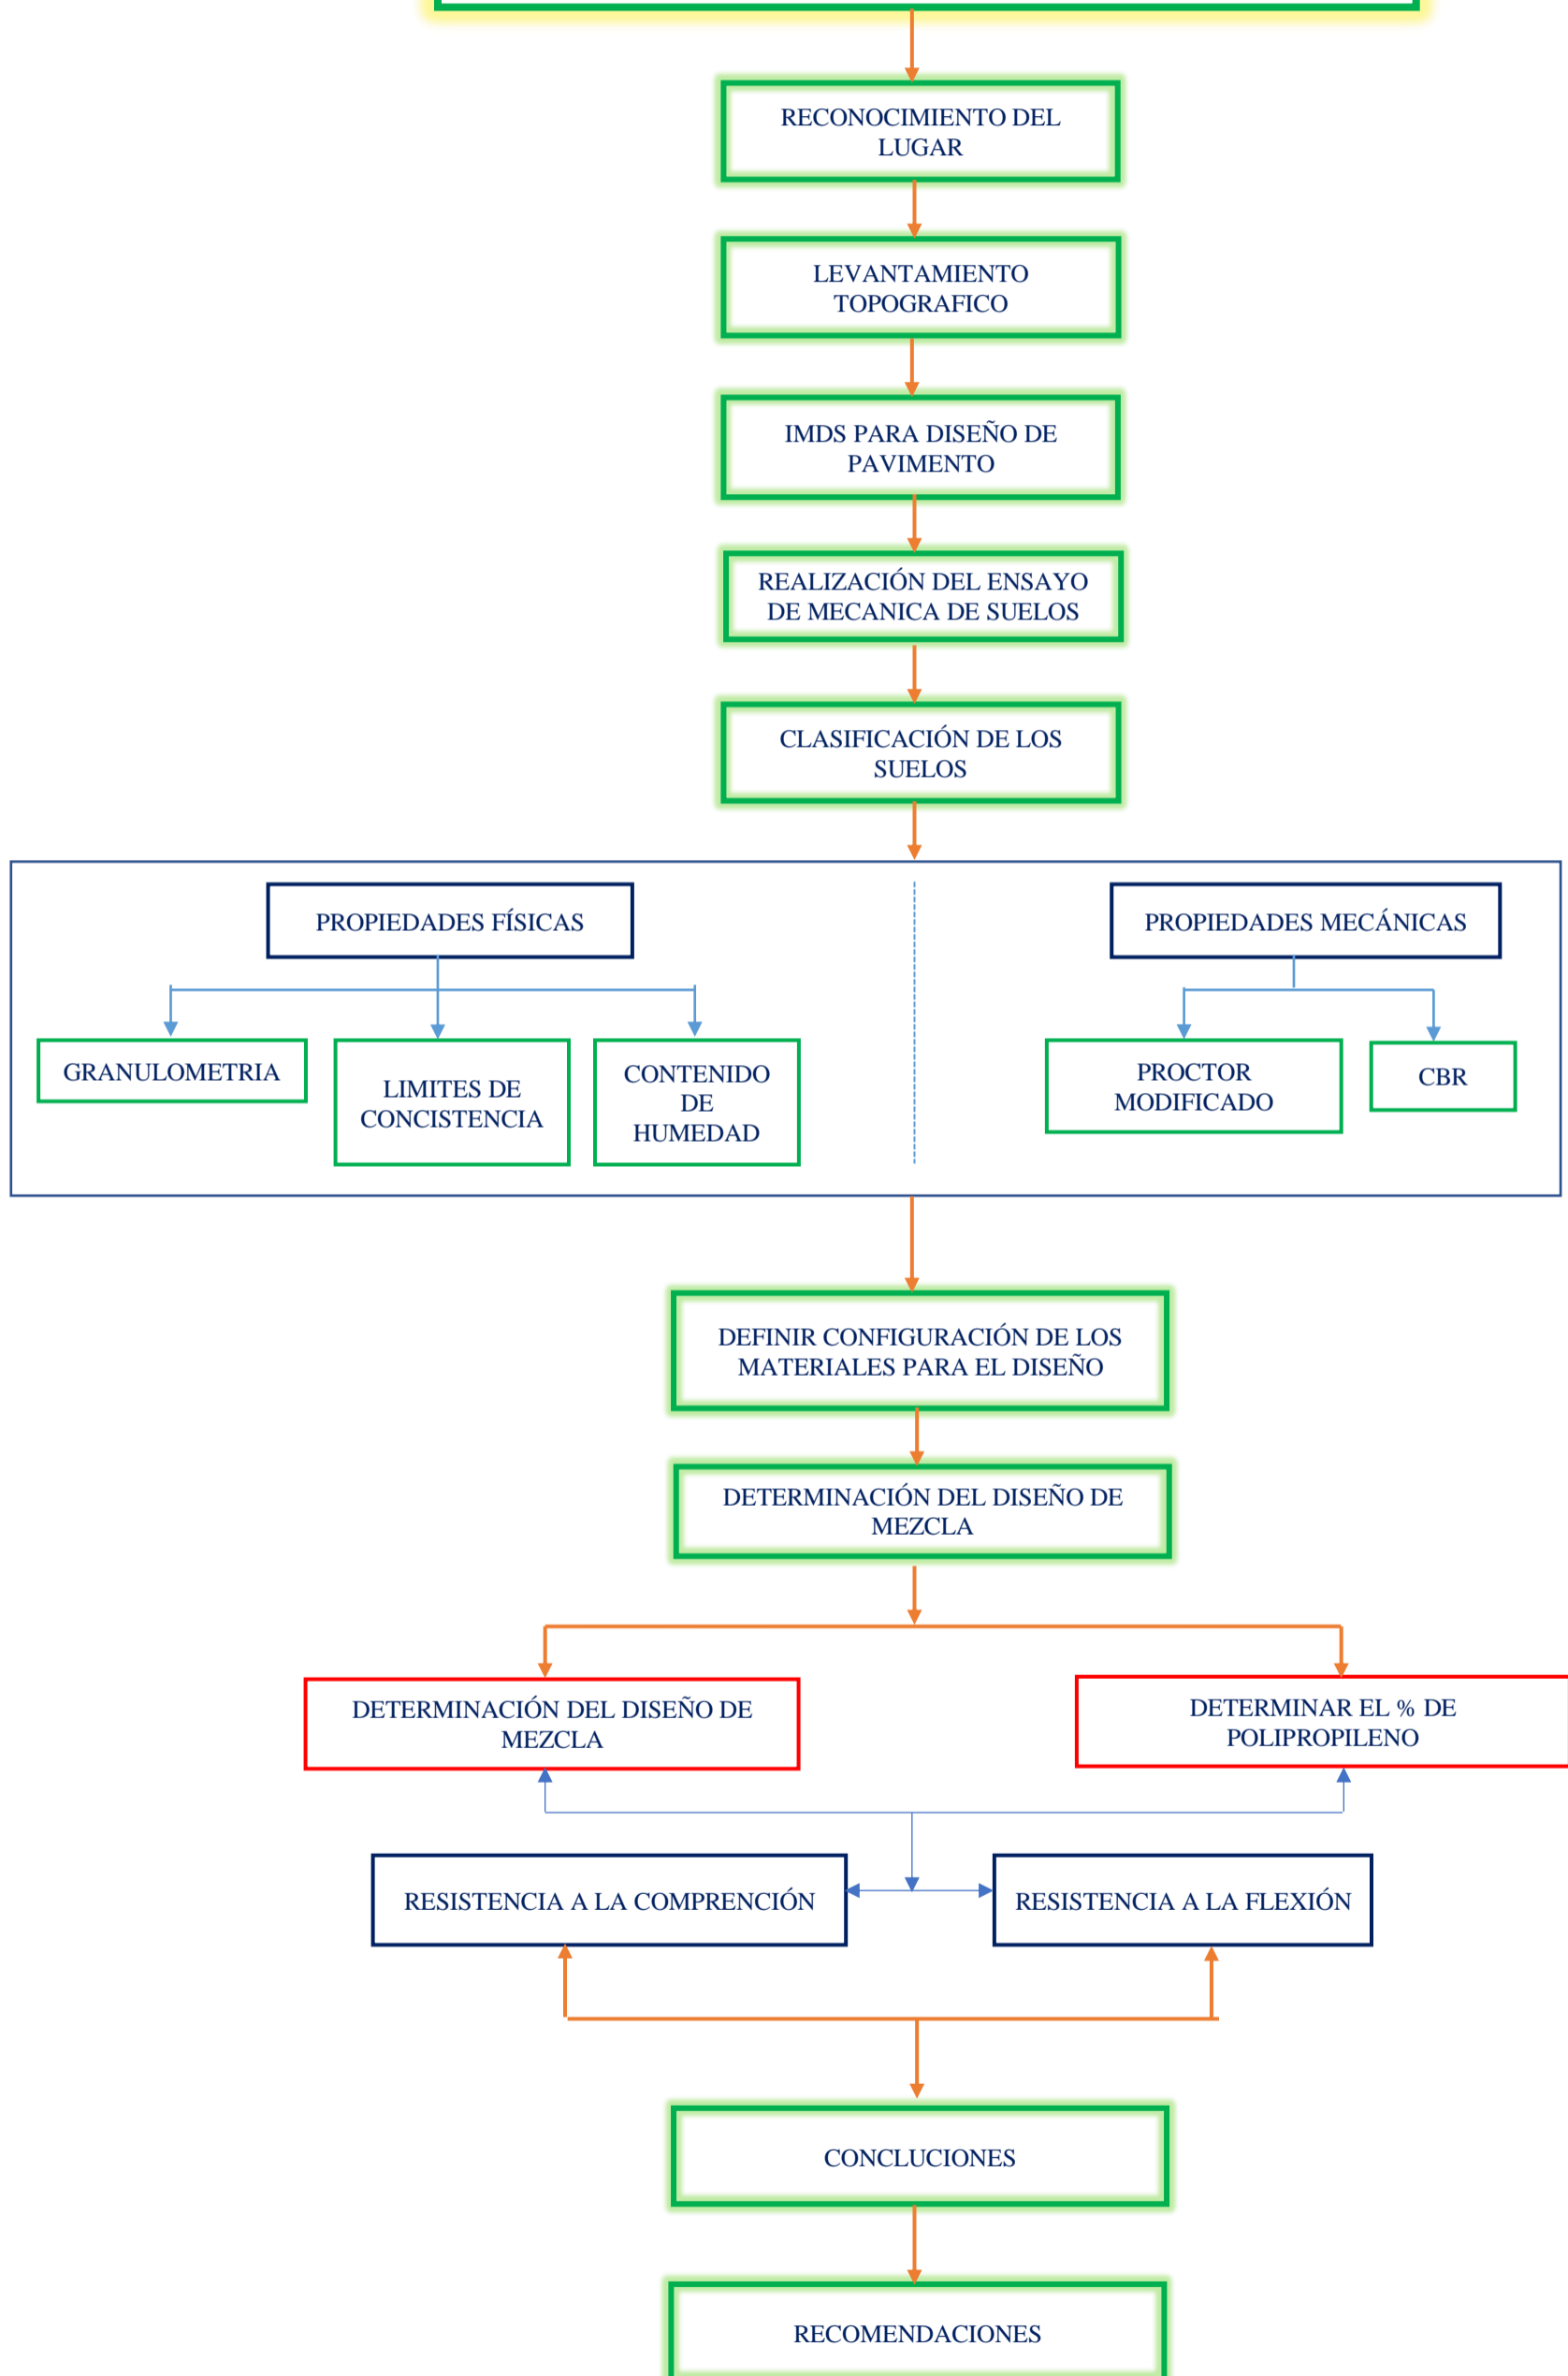 RECONOCIMIENTO DEL
LUGAR
LEVANTAMIENTO
TOPOGRAFICO
IMDS PARA DISEÑO DE
PAVIMENTO
REALIZACIÓN DEL ENSAYO
DE MECANICA DE SUELOS
CLASIFICACIÓN DE LOS
SUELOS
PROPIEDADES FÍSICAS
PROPIEDADES MECÁNICAS
GRANULOMETRIA
LIMITES DE
CONCISTENCIA
CONTENIDO
DE
HUMEDAD
PROCTOR
MODIFICADO
CBR
DEFINIR CONFIGURACIÓN DE LOS
MATERIALES PARA EL DISEÑO
DETERMINACIÓN DEL DISEÑO DE
MEZCLA
DETERMINACIÓN DEL DISEÑO DE
MEZCLA
DETERMINAR EL % DE
POLIPROPILENO
RESISTENCIA A LA COMPRENCIÓN
RESISTENCIA A LA FLEXIÓN
CONCLUCIONES
RECOMENDACIONES